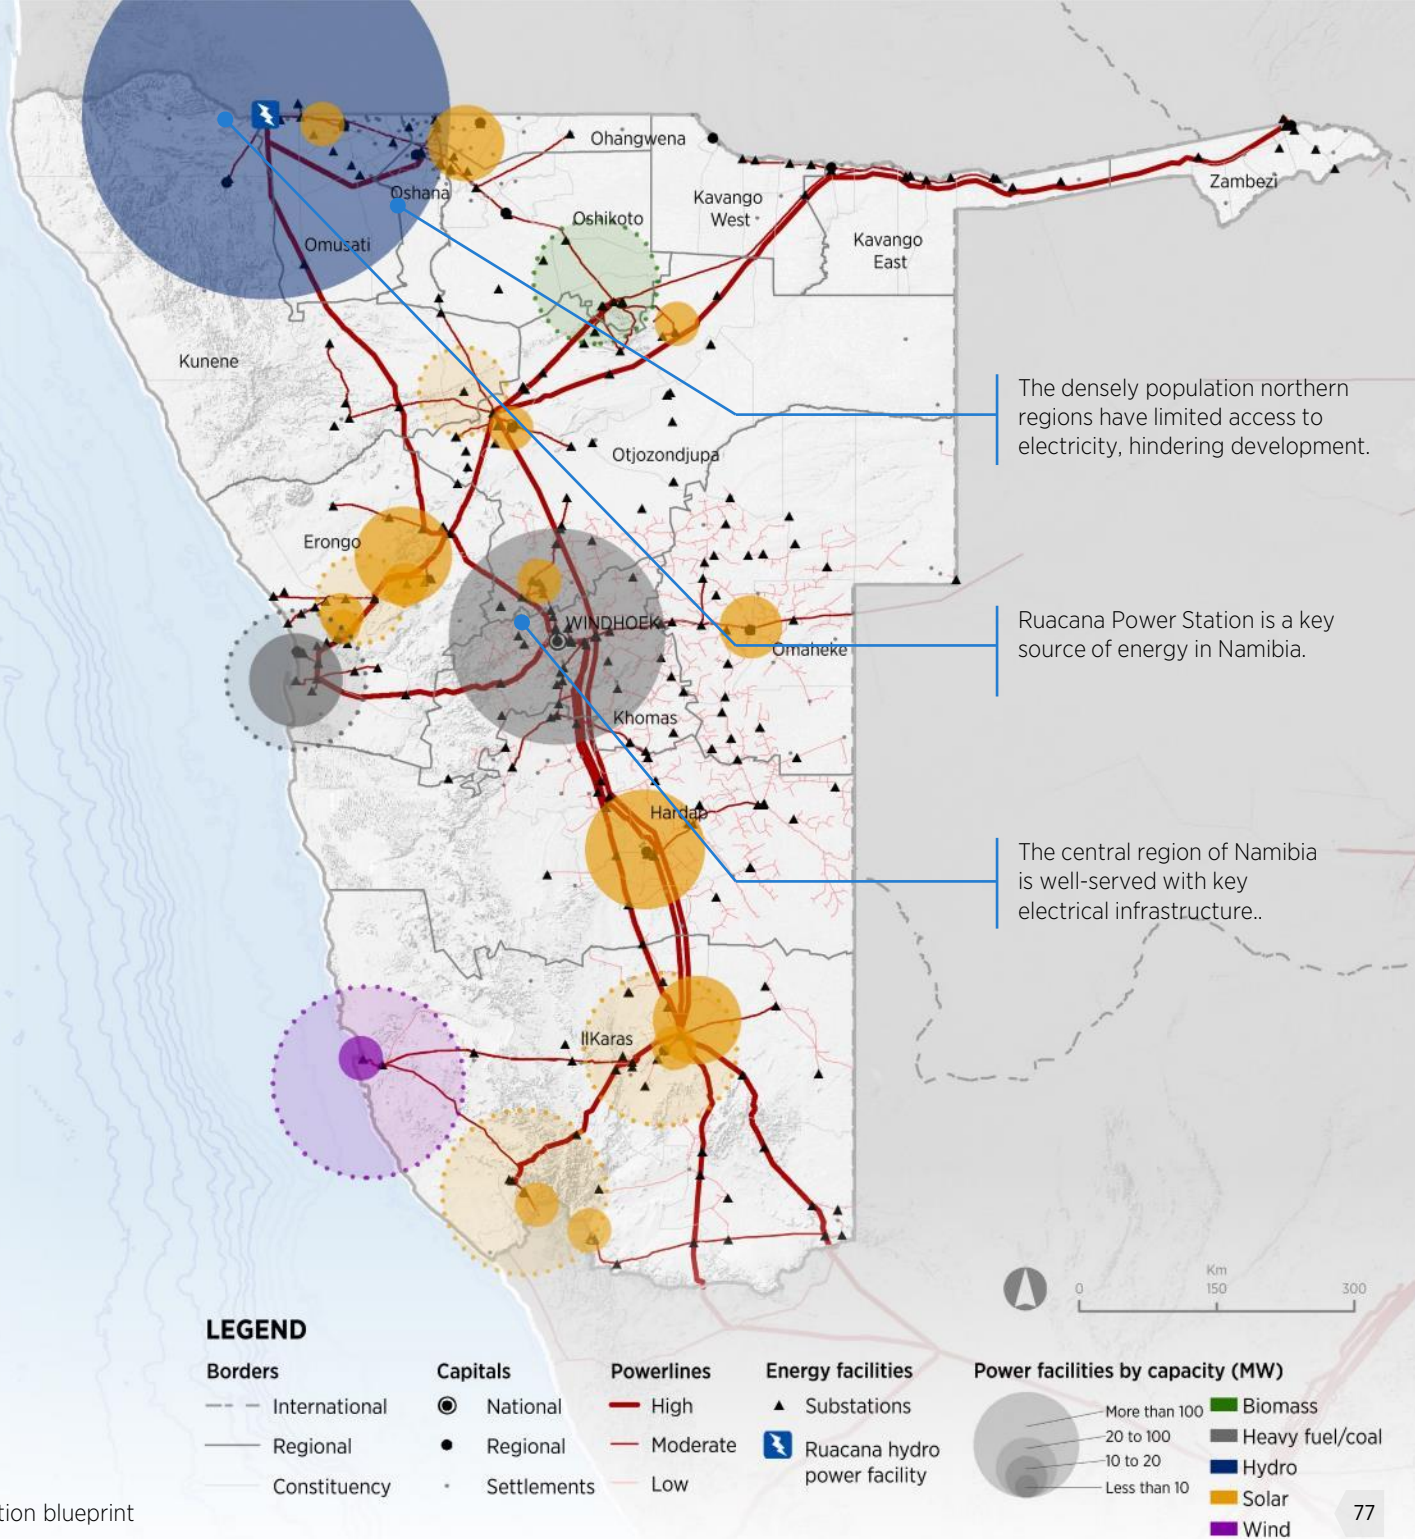 Ohangwena
Oshana
Kavango
West
Zambezi
Oshikoto
Omusati
Kavango
East
Kunene
The densely population northern
regions have limited access to
electricity, hindering development.
Otjozondjupa
Erongo
WINDHOEK
Omaheke
Ruacana Power Station is a key
source of energy in Namibia.
Khomas
Hardap
The central region of Namibia
is well-served with key
electrical infrastructure..
IIKaras
Km
0 150 300
LEGEND
Borders
International
Regional
Constituency
Capitals
National
Regional
Settlements
Powerlines
High
Moderate
Low
Energy facilities
Substations
Ruacana hydro
power facility
Power facilities by capacity (MW)
More than 100
20 to 100
10 to 20
Less than 10
Biomass
Heavy fuel/coal
Hydro
Solar
Wind
tion blueprint
77